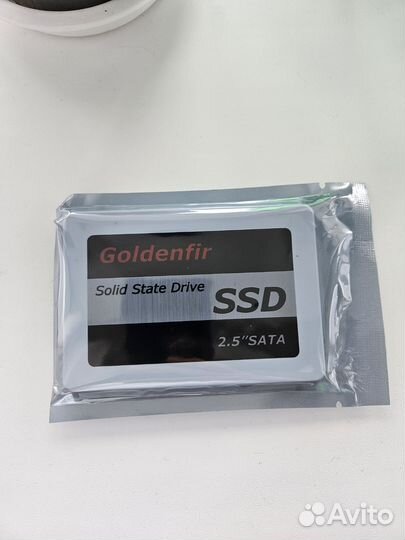 Goldenfir
Solid State Drive
SSD
2.5"SATA
Avito